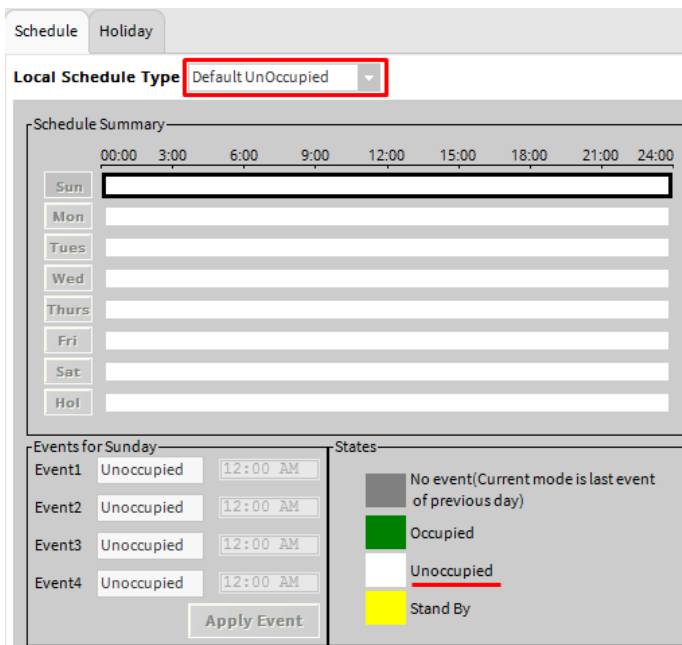 Schedule Holiday
Local Schedule Type Default UnOccupied
Schedule Summary
00:00 3:00 6:00 9:00 12:00 15:00 18:00 21:00 24:00
Sun
Mon
Tues
Wed
Thurs
Fri
Sat
Hol
Events for Sunday
Event1 Unoccupied 12:00 AM
Event2 Unoccupied 12:00 AM
Event3 Unoccupied 12:00 AM
Event4 Unoccupied 12:00 AM
Apply Event
States
No event(Current mode is last event
of previous day)
Occupied
Unoccupied
Stand By